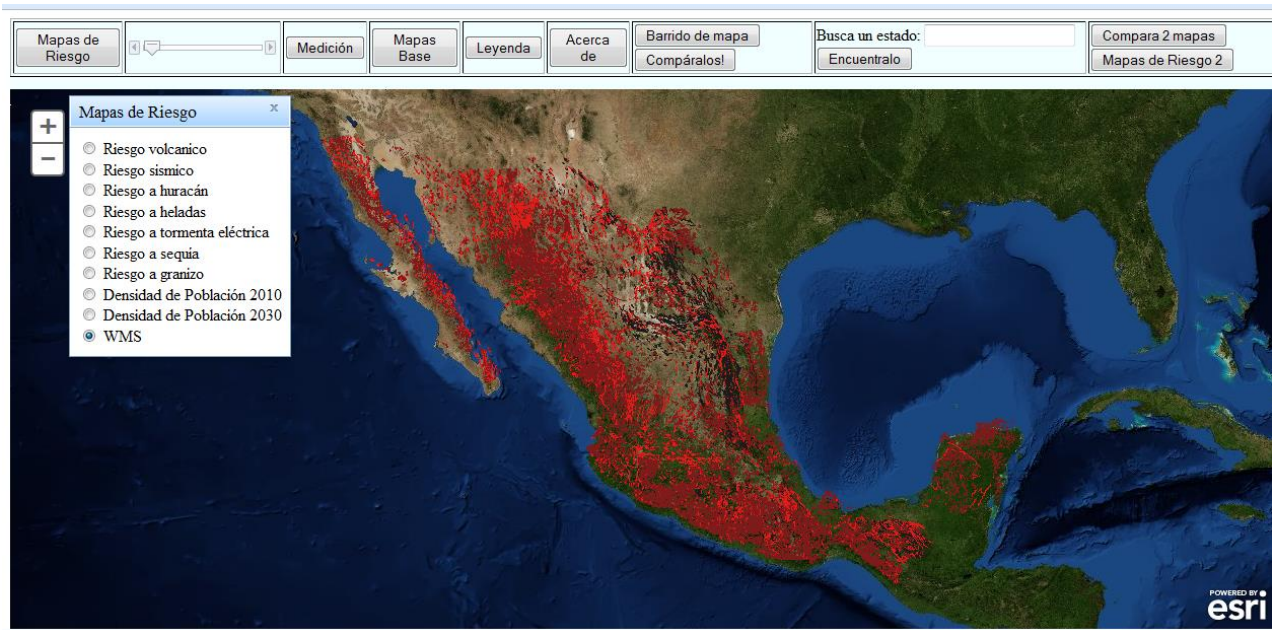 Mapas de
Riesgo
Medición
Mapas
Base
Leyenda
Acerca
de
Barrido de mapa
Compáralos!
Busca un estado:
Encuentralo
Compara 2 mapas
Mapas de Riesgo 2
+
−
Mapas de Riesgo x
Riesgo volcanico
Riesgo sismico
Riesgo a huracán
Riesgo a heladas
Riesgo a tormenta eléctrica
Riesgo a sequia
Riesgo a granizo
Densidad de Población 2010
Densidad de Población 2030
WMS
POWERED BY
esri